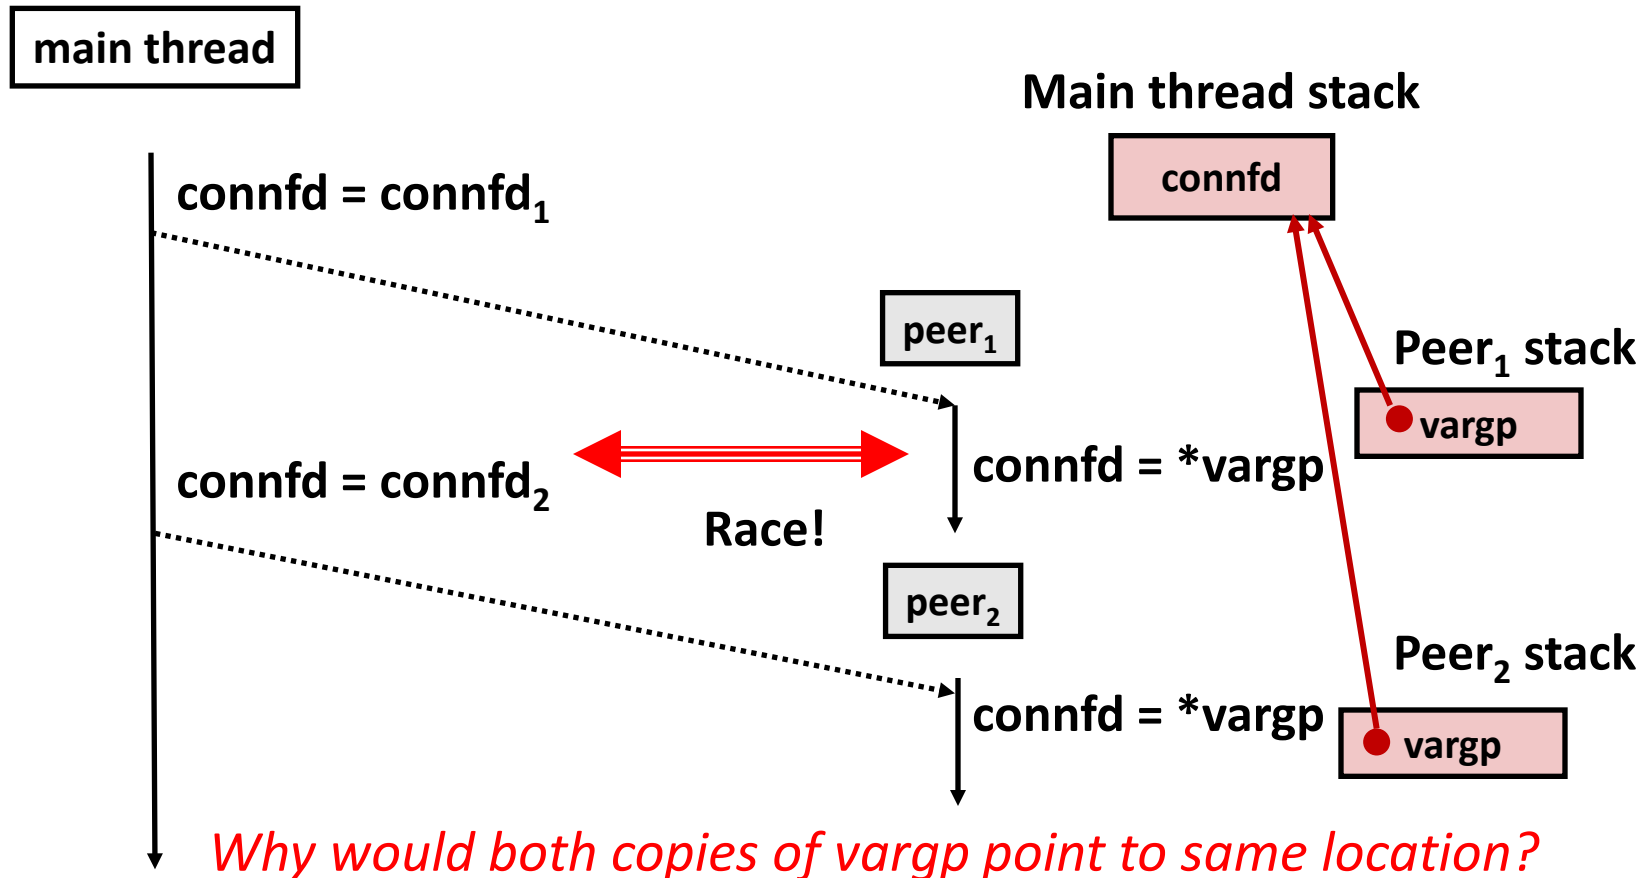 main thread
Main thread stack
connfd
connfd = connfd₁
peer₁
Peer₁ stack
vargp
connfd = *vargp
connfd = connfd₂
Race!
peer₂
Peer₂ stack
connfd = *vargp
vargp
Why would both copies of vargp point to same location?